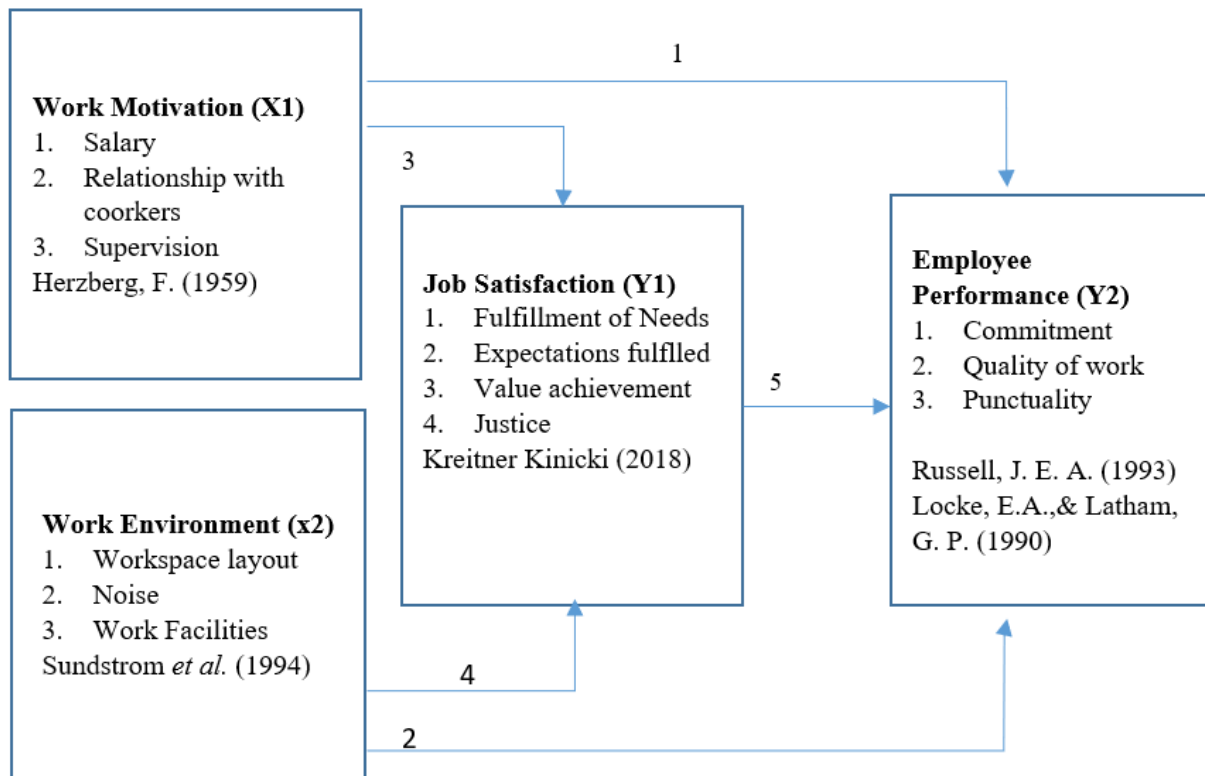 1
Work Motivation (X1)
1. Salary
2. Relationship with
coorkers
3. Supervision
Herzberg, F. (1959)
3
Job Satisfaction (Y1)
1. Fulfillment of Needs
2. Expectations fulflled
3. Value achievement
4. Justice
Kreitner Kinicki (2018)
5
Employee
Performance (Y2)
1. Commitment
2. Quality of work
3. Punctuality
Russell, J. E. A. (1993)
Locke, E.A.,& Latham,
G. P. (1990)
Work Environment (x2)
1. Workspace layout
2. Noise
3. Work Facilities
Sundstrom et al. (1994)
4
2